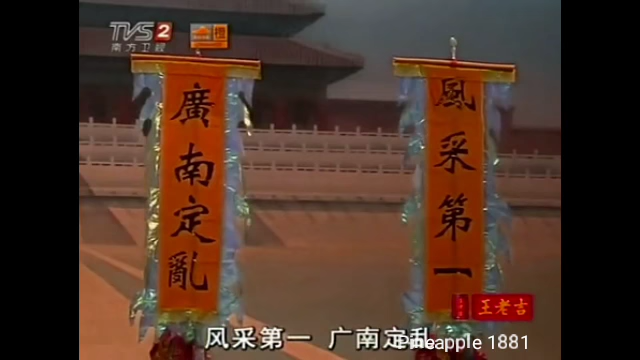 TVS2
南方卫视
廣南定亂
風采第一
王老吉
风采第一 广南定乱
Pineapple 1881